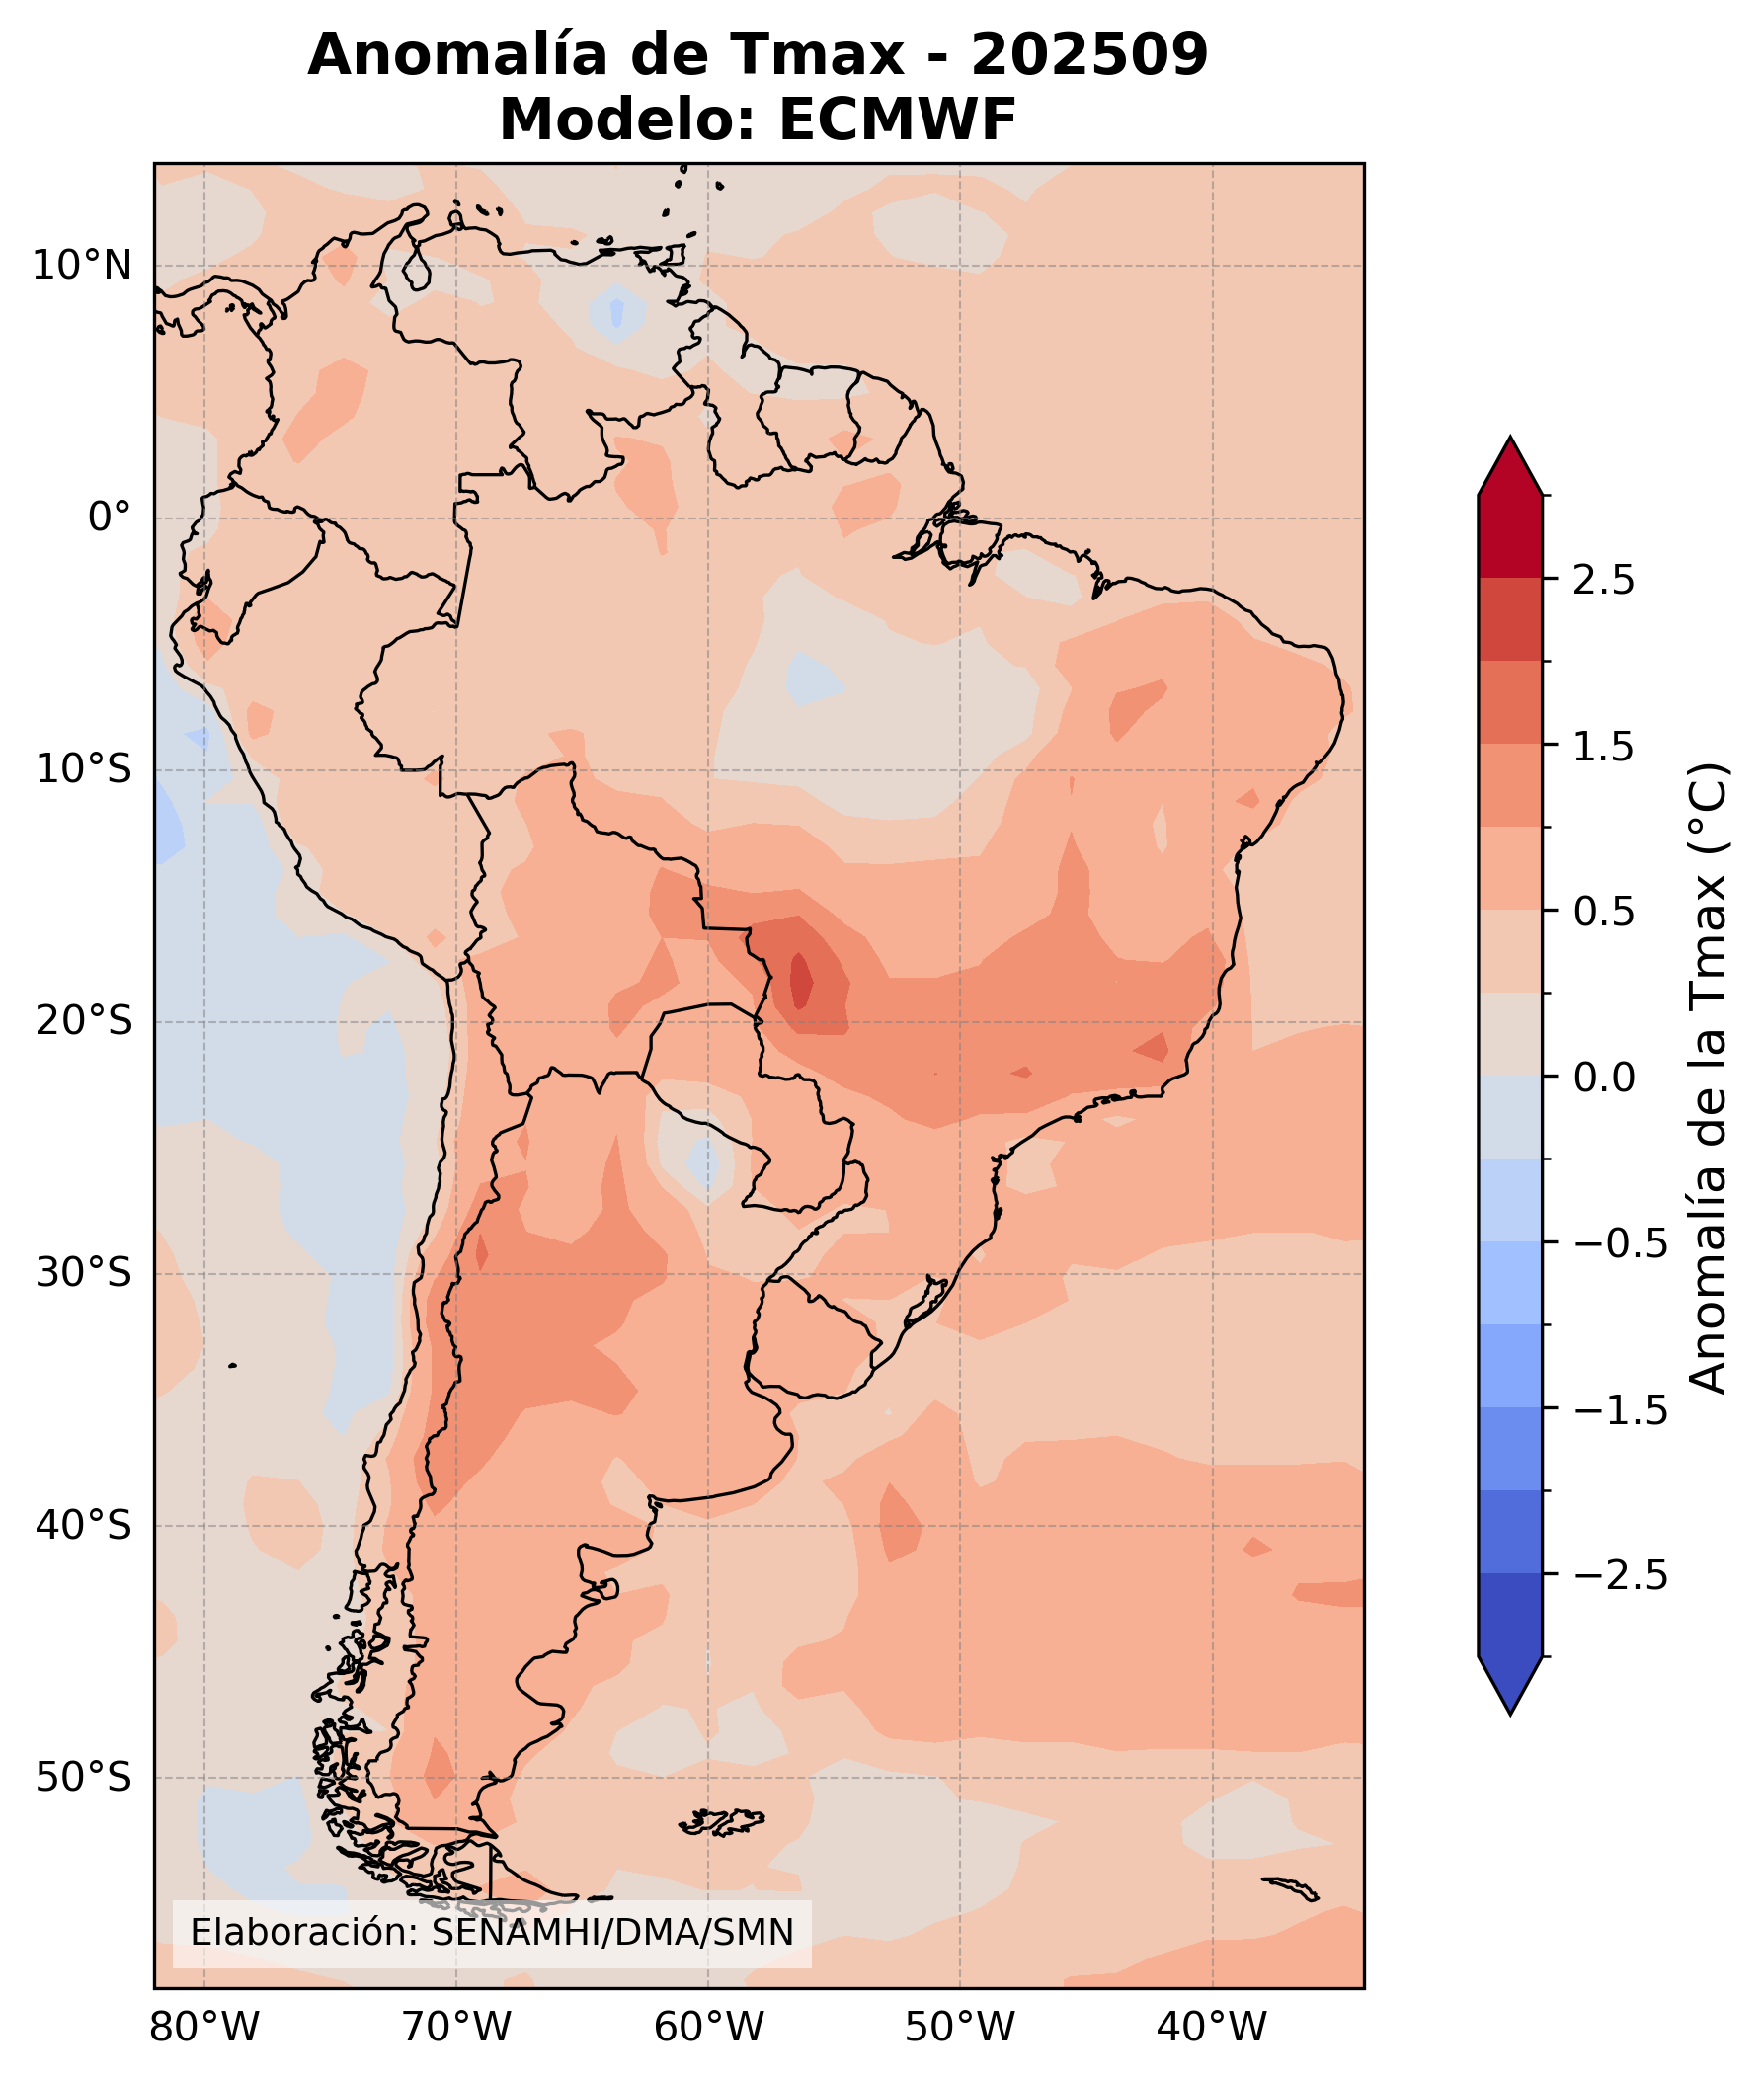 Anomalía de Tmax - 202509
Modelo: ECMWF
10°N
0°
10°S
20°S
30°S
40°S
50°S
80°W
70°W
60°W
50°W
40°W
Elaboración: SENAMHI/DMA/SMN
2.5
1.5
0.5
0.0
−0.5
−1.5
−2.5
Anomalía de la Tmax (°C)